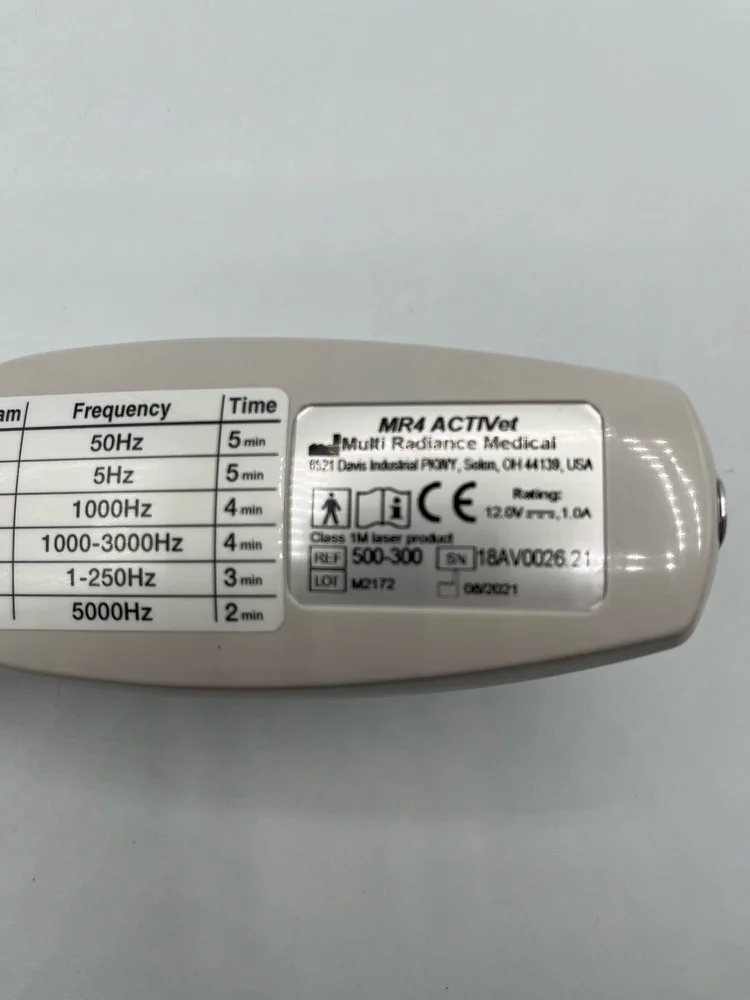 am Frequency Time
50Hz 5 min
5Hz 5 min
1000Hz 4 min
1000-3000Hz 4 min
1-250Hz 3 min
5000Hz 2 min
MR4 ACTIVet
Multi Radiance Medical
6521 Davis Industrial PKWY, Solon, OH 44139, USA
CE Rating:
12.0V 1.0A
Class 1M laser product
REF 500-300 SN 18AV0026.21
LOT M2172 08/2021